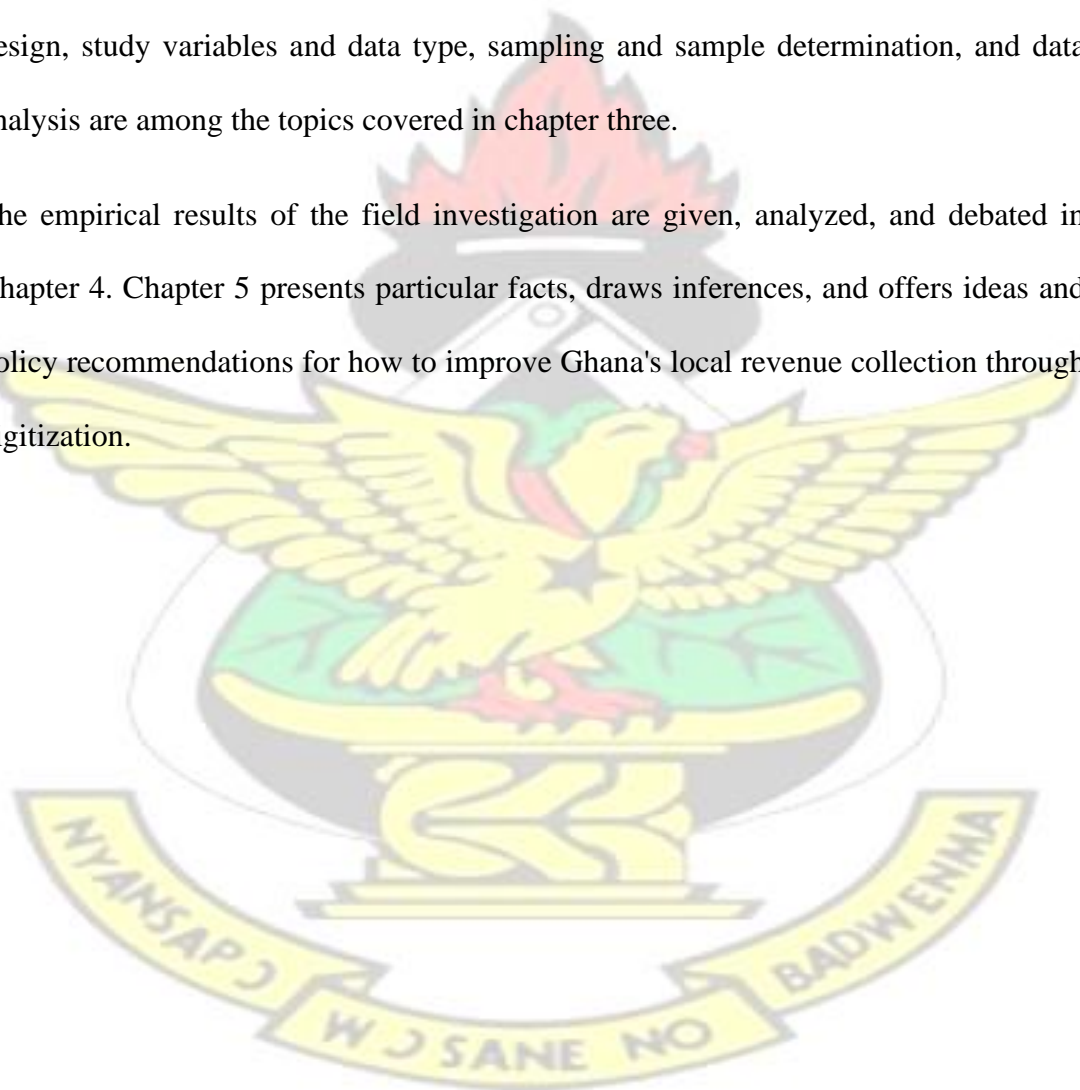 esign, study variables and data type, sampling and sample determination, and data
nalysis are among the topics covered in chapter three.
he empirical results of the field investigation are given, analyzed, and debated in
hapter 4. Chapter 5 presents particular facts, draws inferences, and offers ideas and
olicy recommendations for how to improve Ghana's local revenue collection through
igitization.
NYANSAPƆ WƆSANE NO BADWENMA